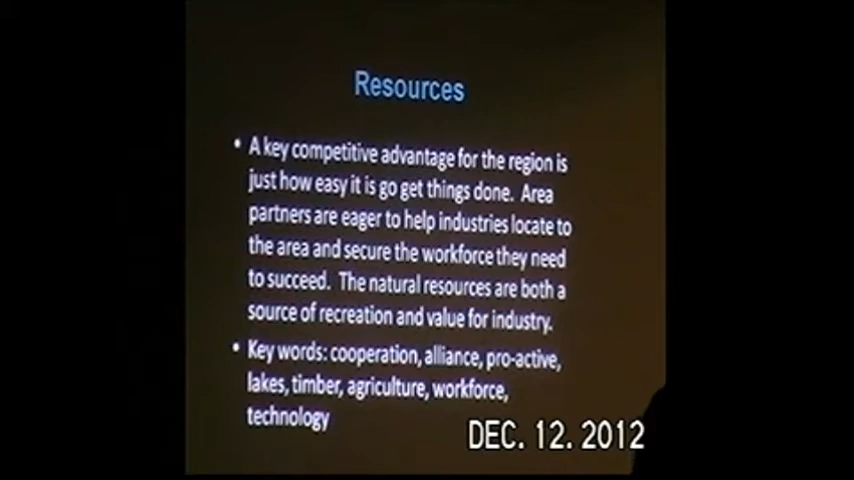 Resources
• A key competitive advantage for the region is
just how easy it is go get things done. Area
partners are eager to help industries locate to
the area and secure the workforce they need
to succeed. The natural resources are both a
source of recreation and value for industry.
• Key words: cooperation, alliance, pro-active,
lakes, timber, agriculture, workforce,
technology
DEC. 12. 2012